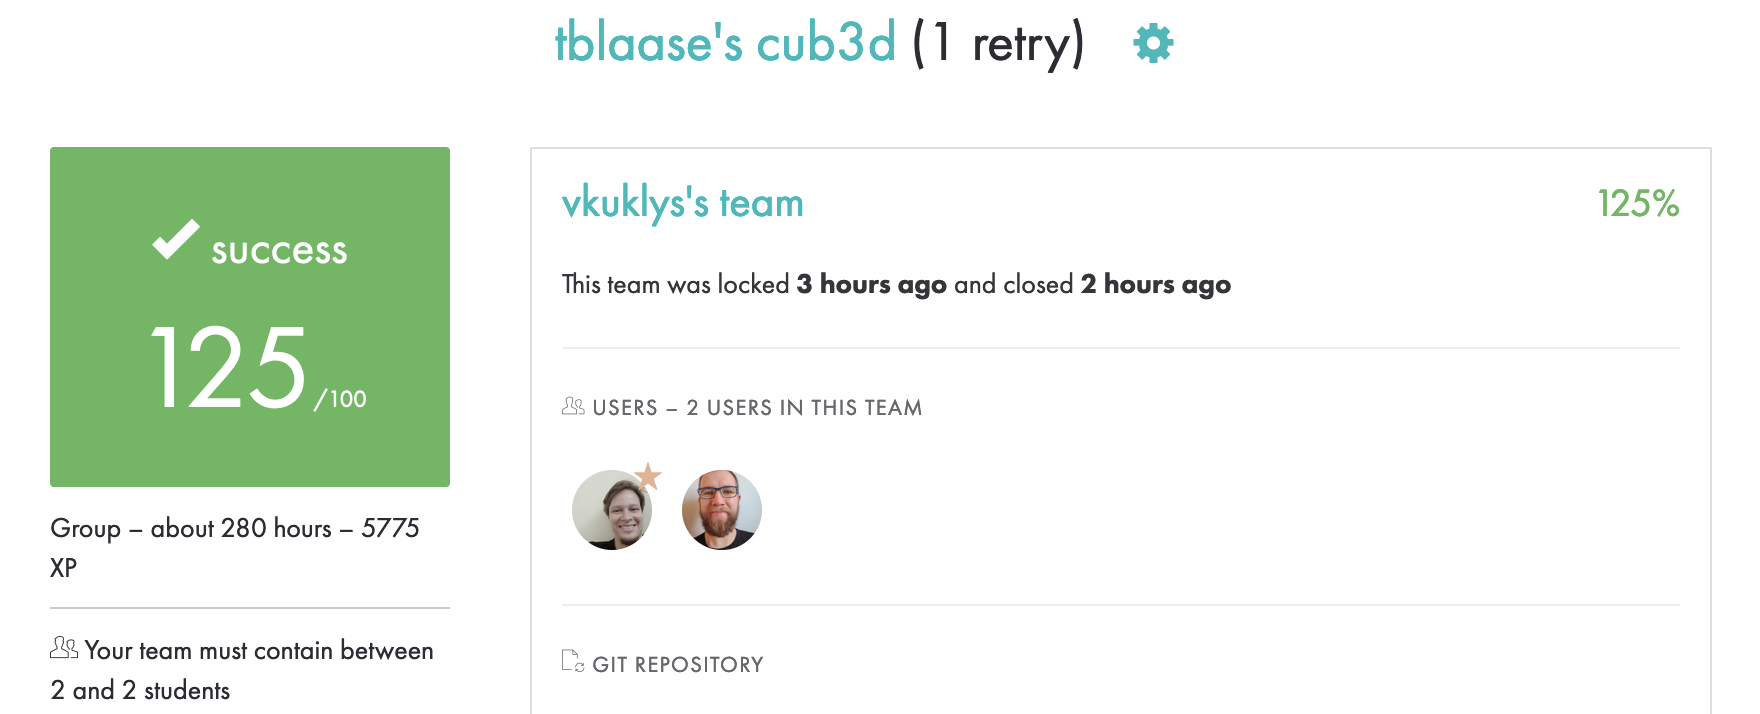 tblaase's cub3d (1 retry)
success
125 /100
Group – about 280 hours – 5775
XP
Your team must contain between
2 and 2 students
vkuklys's team 125%
This team was locked 3 hours ago and closed 2 hours ago
USERS – 2 USERS IN THIS TEAM
GIT REPOSITORY